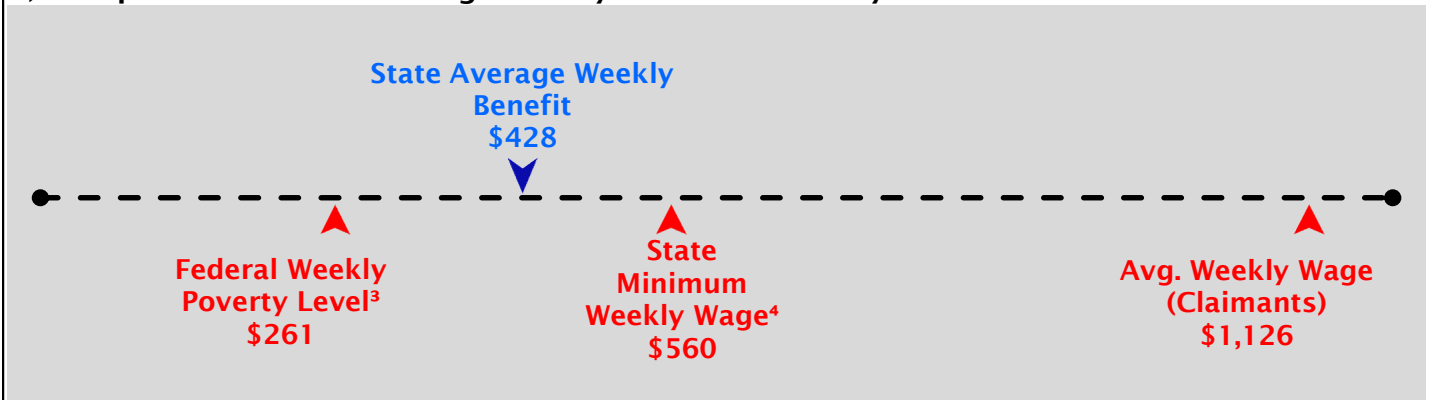 State Average Weekly
Benefit
$428
Federal Weekly
Poverty Level³
$261
State
Minimum
Weekly Wage⁴
$560
Avg. Weekly Wage
(Claimants)
$1,126